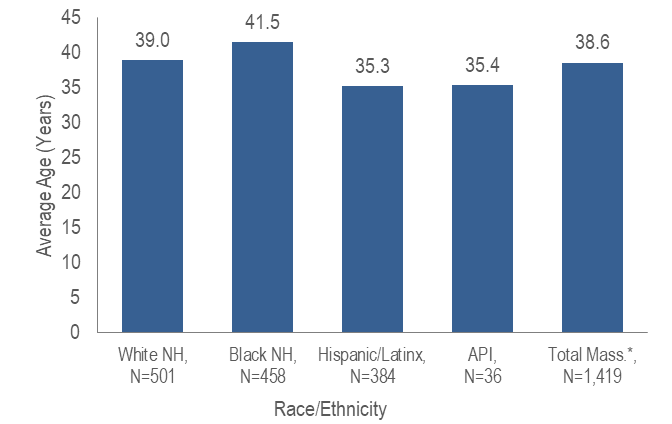 45
40
35
30
25
20
15
10
5
0
Average Age (Years)
39.0
41.5
35.3
35.4
38.6
White NH,
N=501
Black NH,
N=458
Hispanic/Latinx,
N=384
API,
N=36
Total Mass.*,
N=1,419
Race/Ethnicity